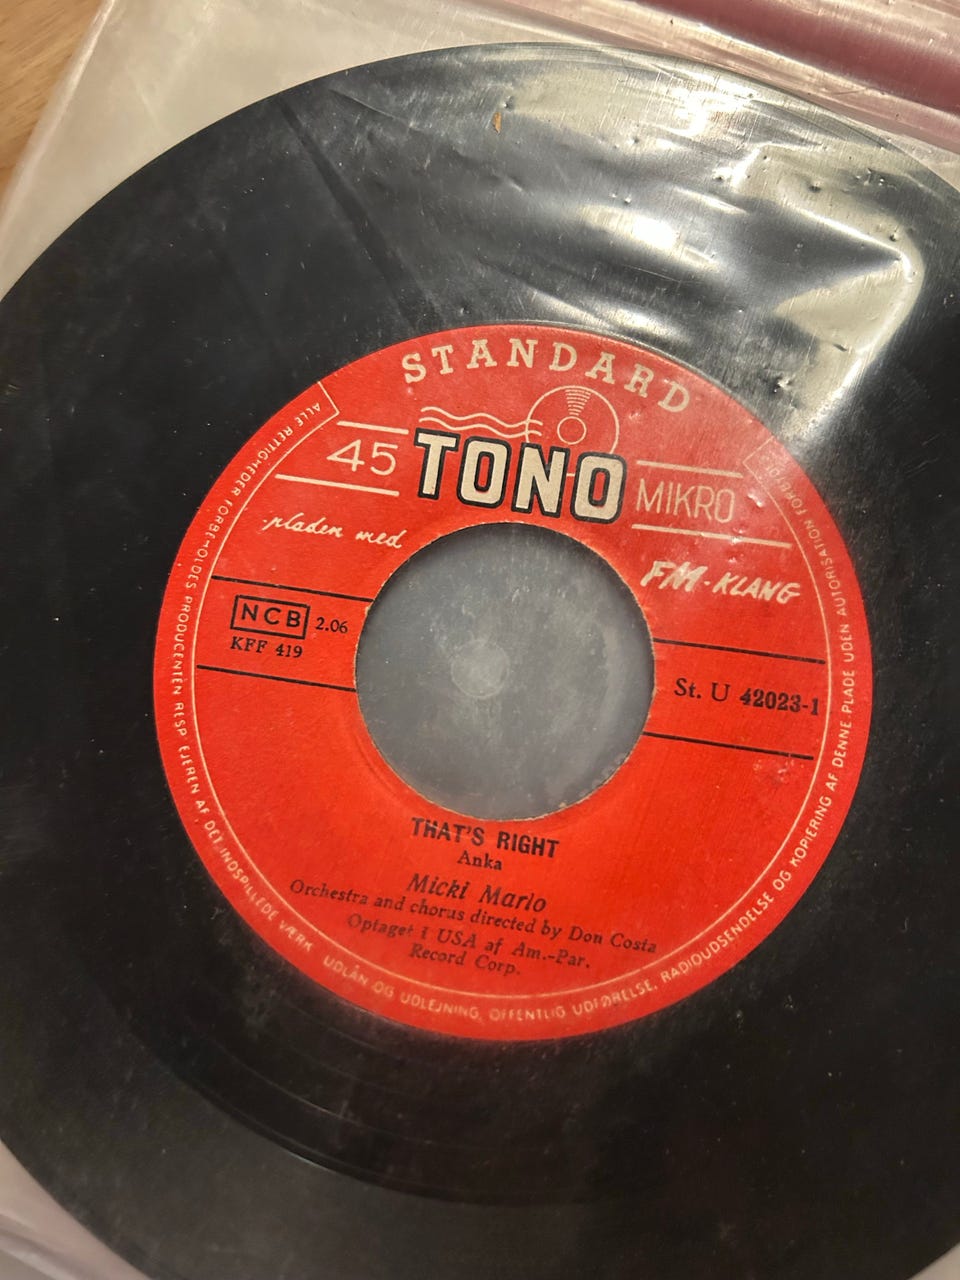 STANDARD
45 TONO MIKRO
pladen med FM-KLANG
NCB 2.06
KFF 419
St. U 42023-1
THAT'S RIGHT
Anka
Micki Marlo
Orchestra and chorus directed by Don Costa
Optaget i USA af Am.-Par.
Record Corp.
ALLE RETTIGHEDER FORBEHOLDES PRODUCENTEN RESP. EJEREN AF DET INDSPILLEDE VÆRK
UDLÅN OG UDLEJNING, OFFENTLIG UDFØRELSE, RADIOUDSENDELSE OG KOPIERING AF DENNE PLADE UDEN AUTORISATION FORBUDT